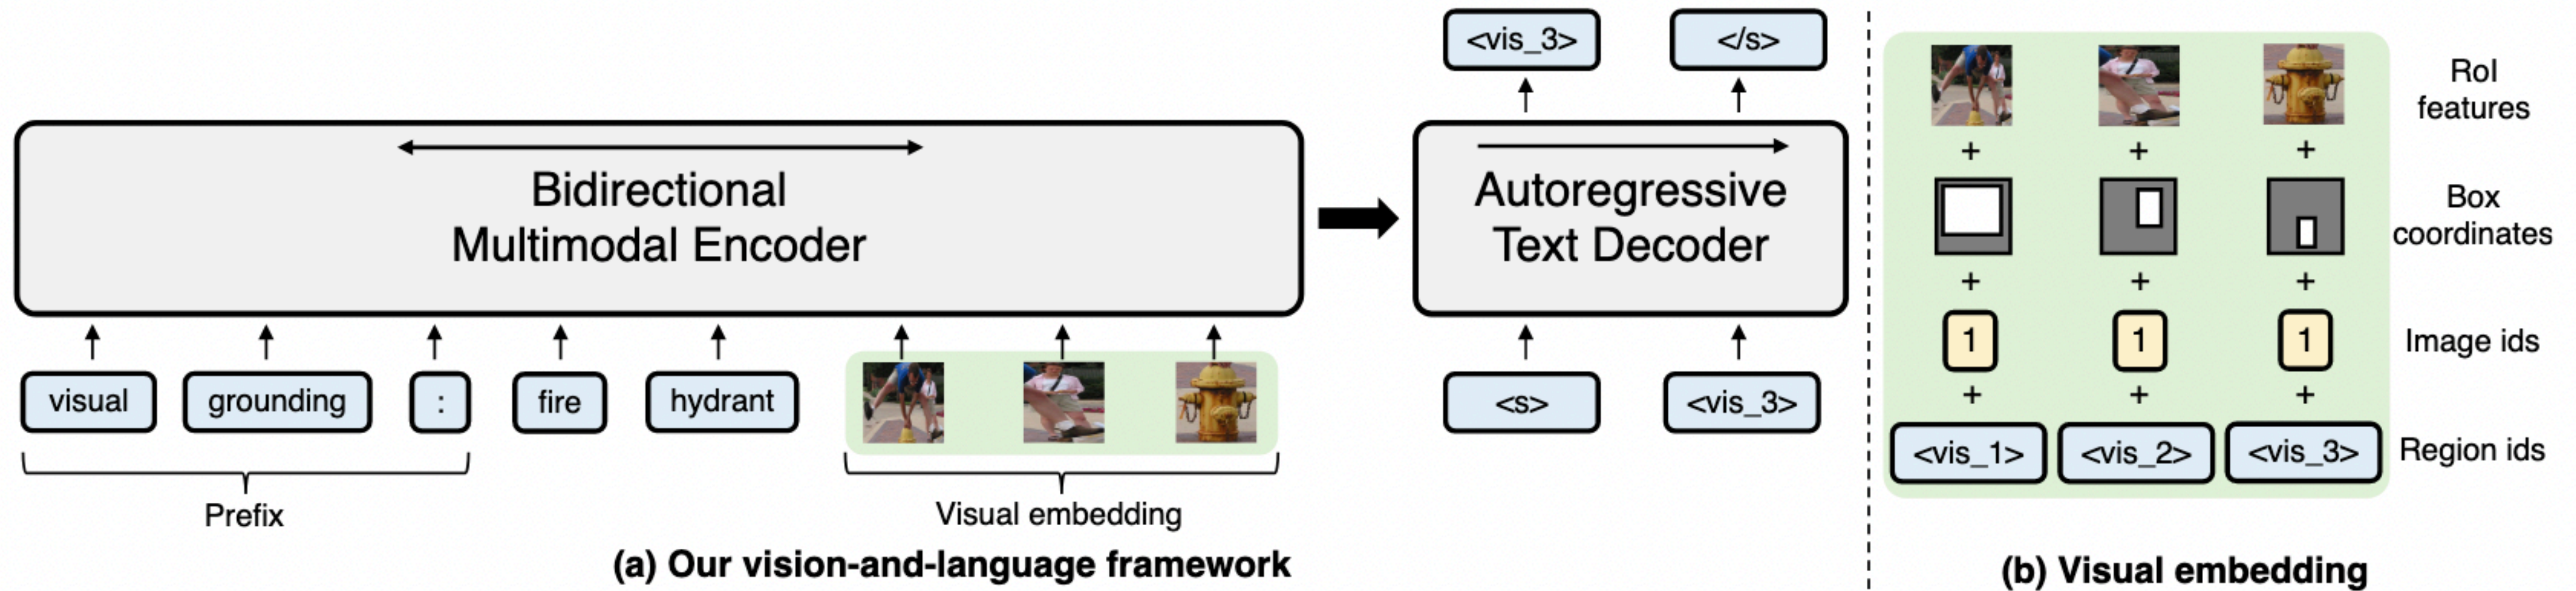 <vis_3>
</s>
Bidirectional
Multimodal Encoder
Autoregressive
Text Decoder
visual
grounding
:
fire
hydrant
<s>
<vis_3>
Prefix
Visual embedding
(a) Our vision-and-language framework
RoI
features
+ + +
Box
coordinates
+ + +
1 1 1
Image ids
+ + +
<vis_1> <vis_2> <vis_3>
Region ids
(b) Visual embedding